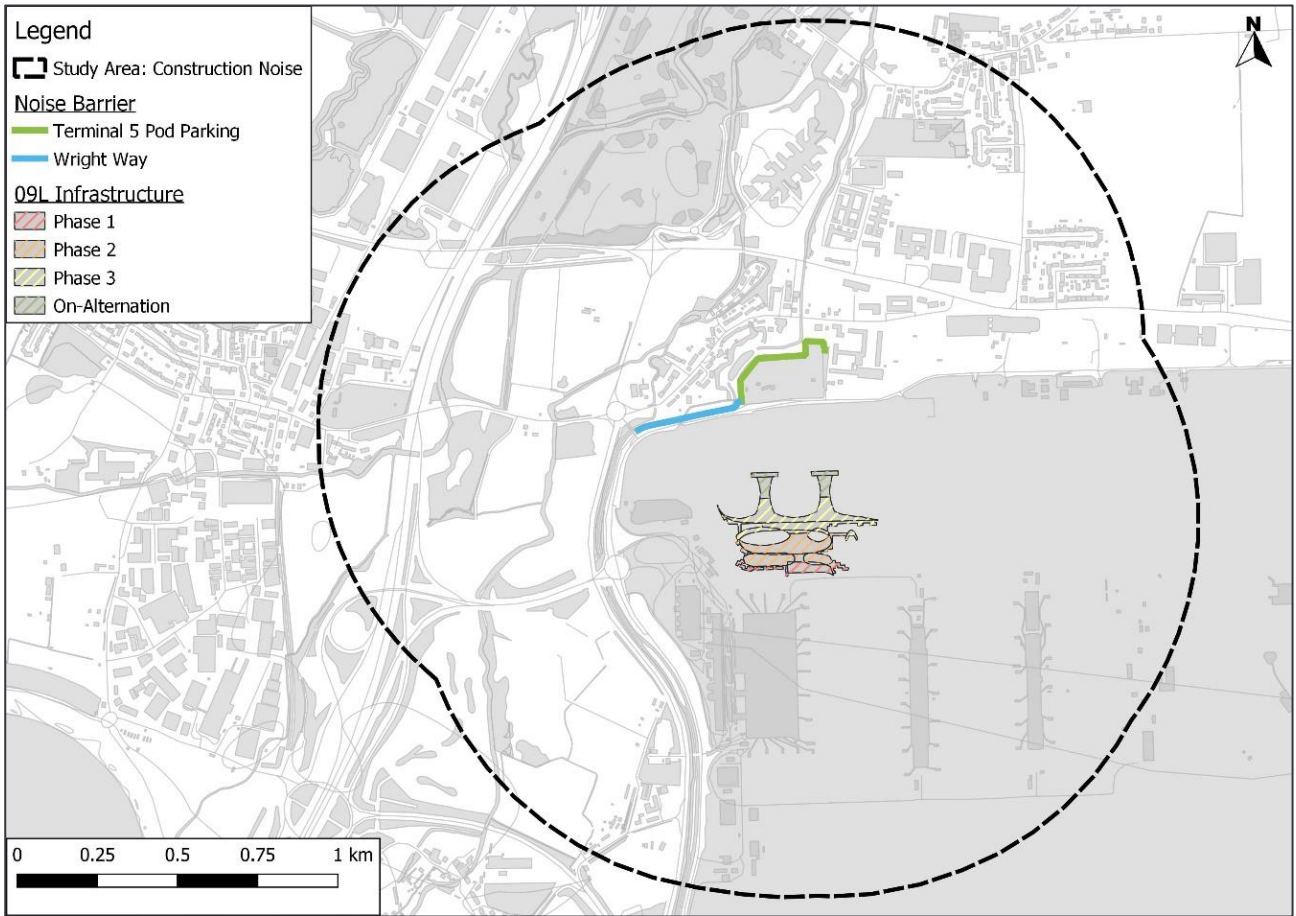 Legend
Study Area: Construction Noise
Noise Barrier
Terminal 5 Pod Parking
Wright Way
09L Infrastructure
Phase 1
Phase 2
Phase 3
On-Alternation
N
0 0.25 0.5 0.75 1 km